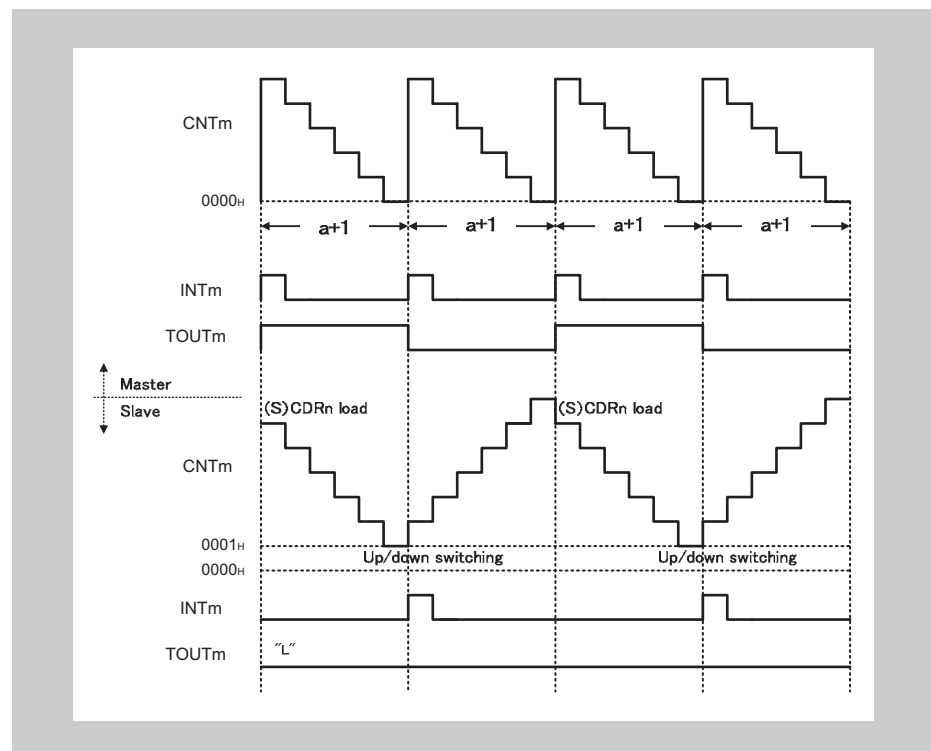 CNTm
0000H
a+1 a+1 a+1 a+1
INTm
TOUTm
Master
Slave
(S)CDRn load (S)CDRn load
CNTm
0001H
Up/down switching Up/down switching
0000H
INTm
TOUTm "L"